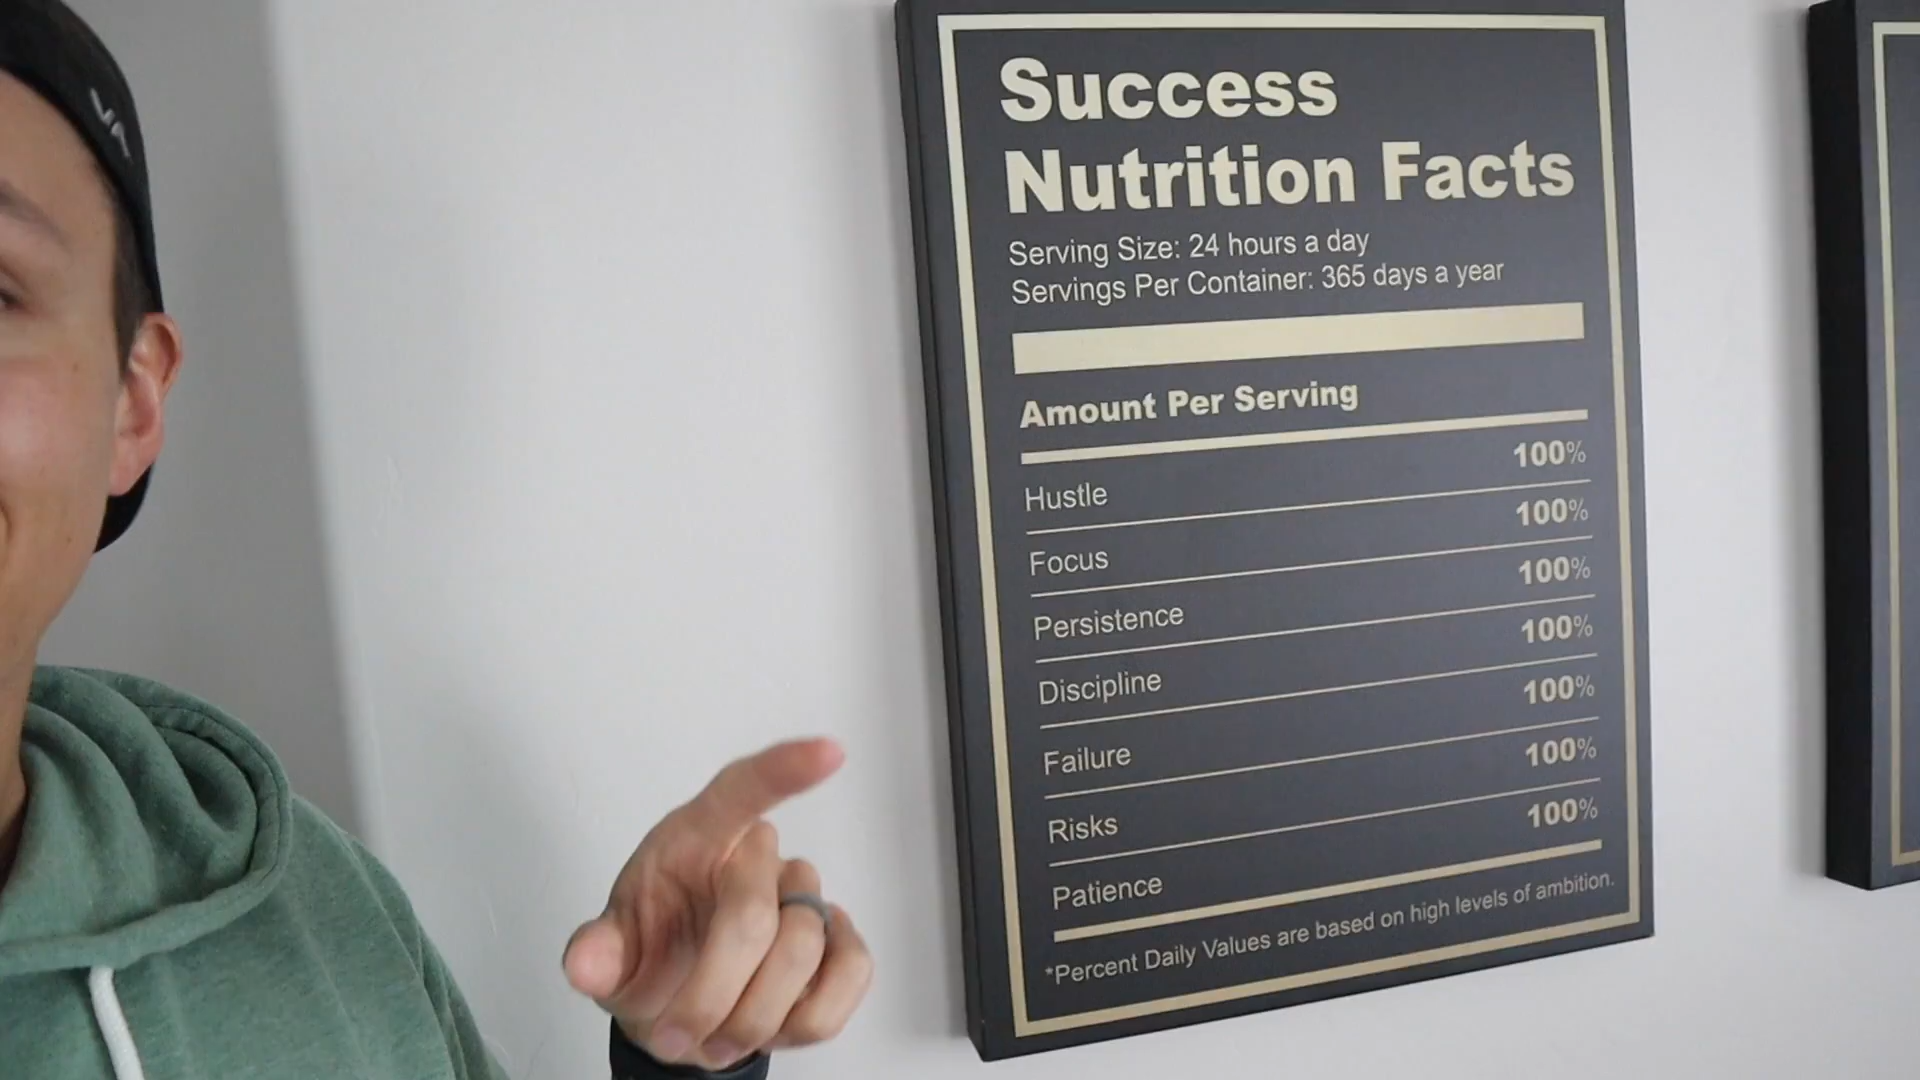 Success
Nutrition Facts
Serving Size: 24 hours a day
Servings Per Container: 365 days a year
Amount Per Serving
Hustle 100%
Focus 100%
Persistence 100%
Discipline 100%
Failure 100%
Risks 100%
Patience 100%
*Percent Daily Values are based on high levels of ambition.